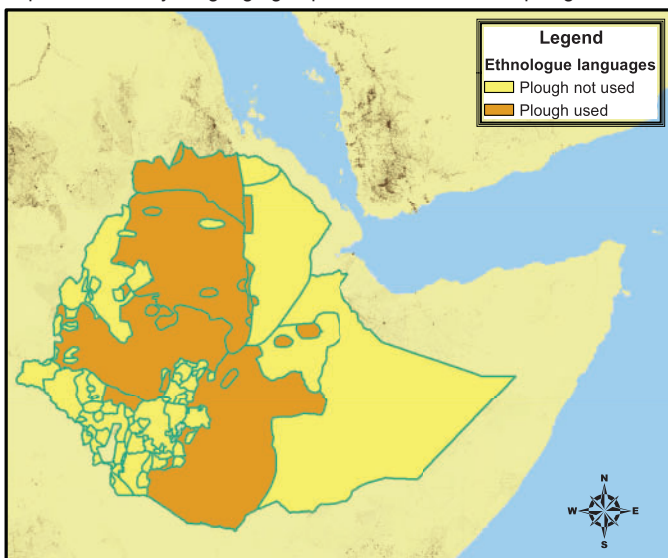 Legend
Ethnologue languages
Plough not used
Plough used
N
W E
S